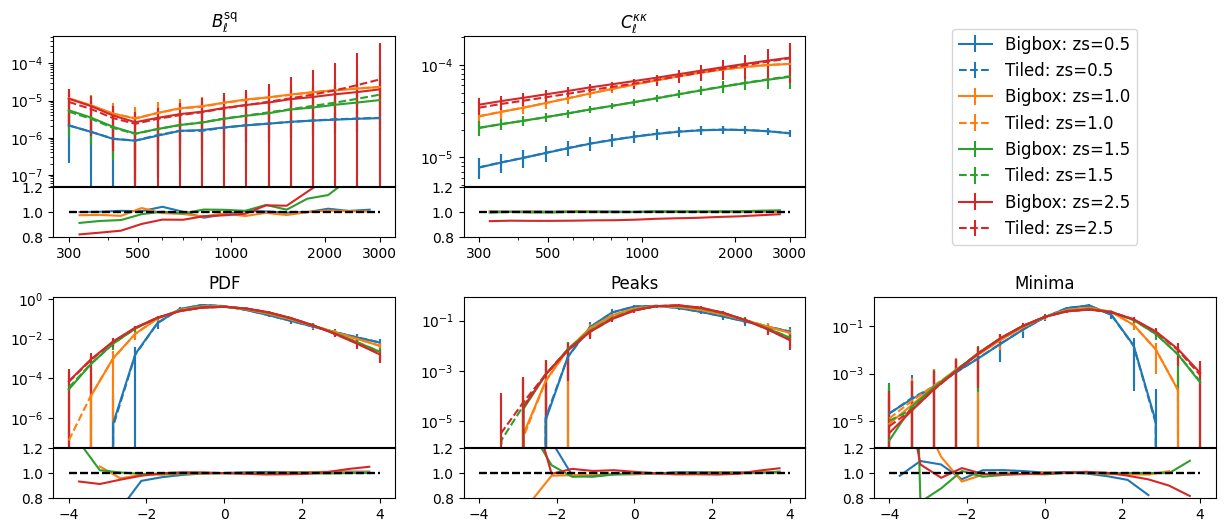 B_ℓ^sq
10⁻⁴
10⁻⁵
10⁻⁶
10⁻⁷
1.2
1.0
0.8
300 500 1000 2000 3000
C_ℓ^κκ
10⁻⁴
10⁻⁵
1.2
1.0
0.8
300 500 1000 2000 3000
Bigbox: zs=0.5
Tiled: zs=0.5
Bigbox: zs=1.0
Tiled: zs=1.0
Bigbox: zs=1.5
Tiled: zs=1.5
Bigbox: zs=2.5
Tiled: zs=2.5
PDF
10⁰
10⁻²
10⁻⁴
10⁻⁶
1.2
1.0
0.8
−4 −2 0 2 4
Peaks
10⁻¹
10⁻³
10⁻⁵
1.2
1.0
0.8
−4 −2 0 2 4
Minima
10⁻¹
10⁻³
10⁻⁵
1.2
1.0
0.8
−4 −2 0 2 4